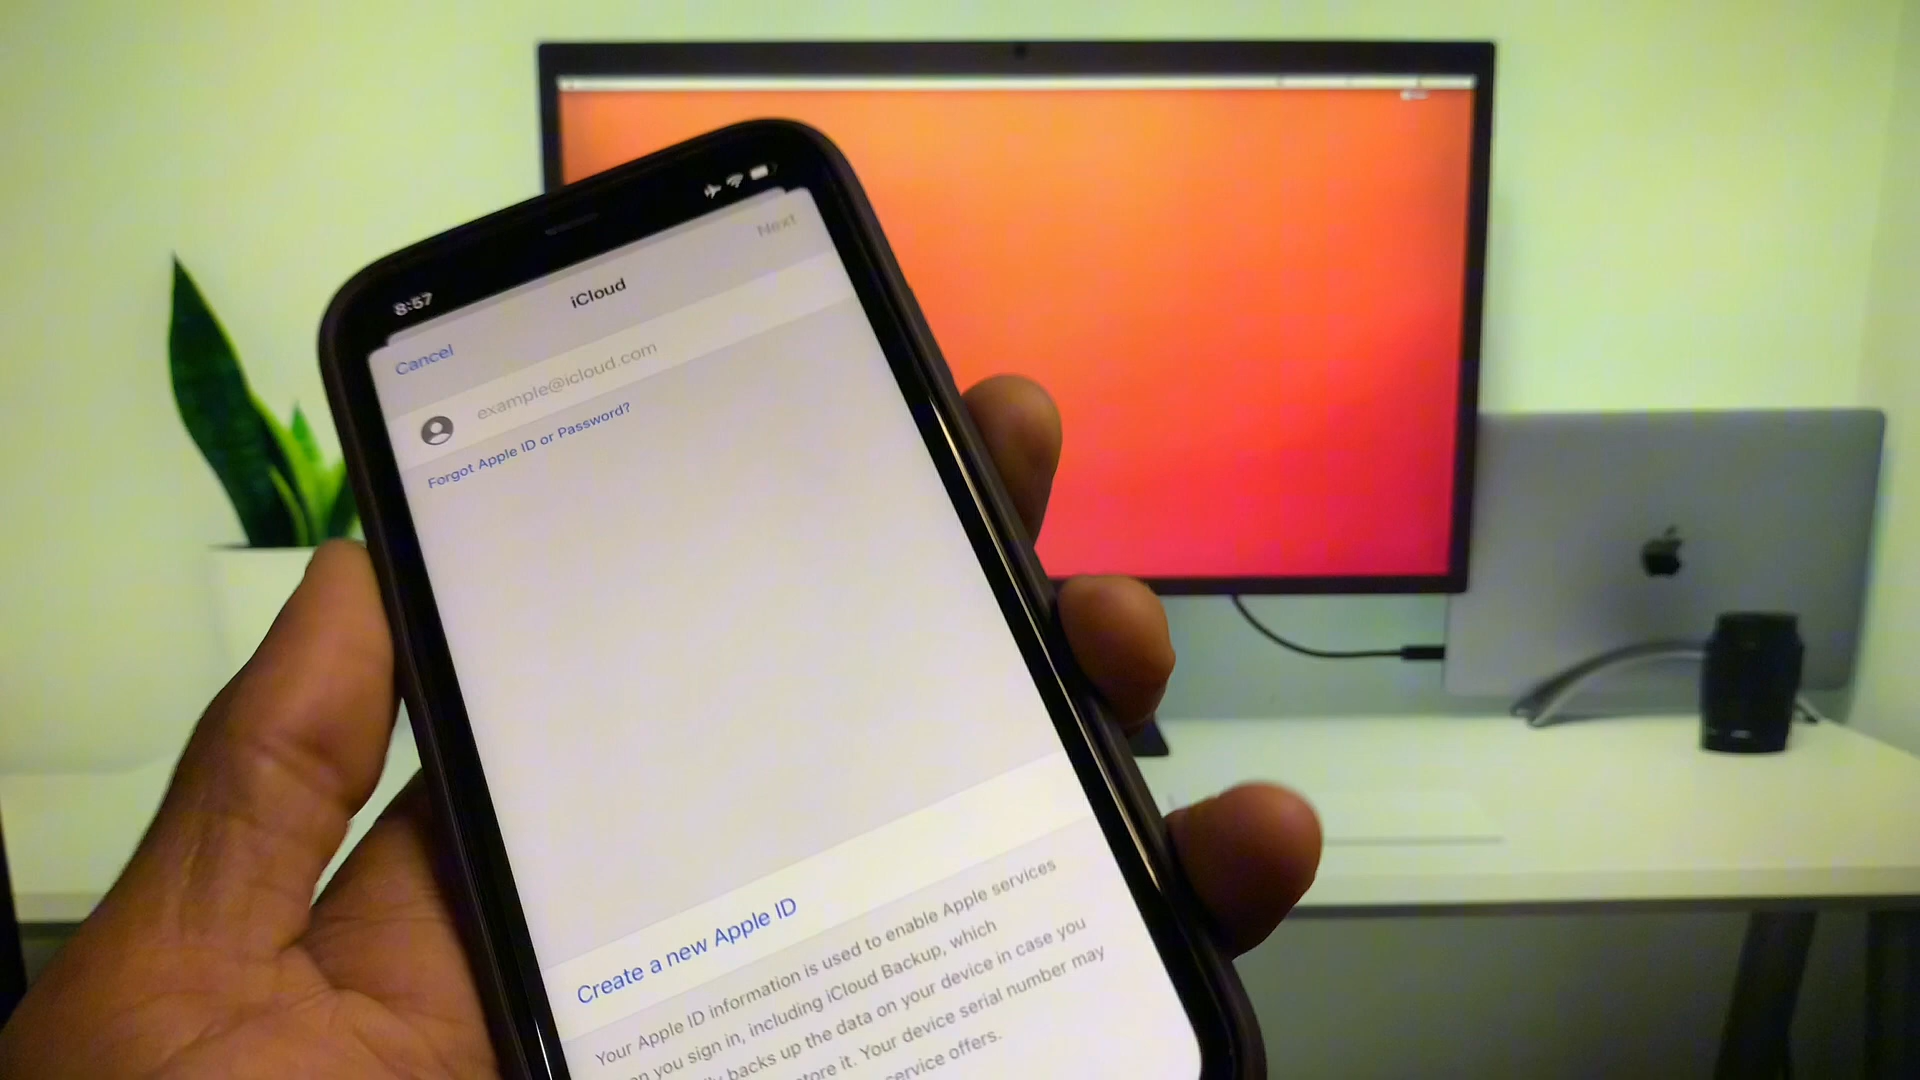 8:57
Next
iCloud
Cancel
example@icloud.com
Forgot Apple ID or Password?
Create a new Apple ID
Your Apple ID information is used to enable Apple services
you sign in, including iCloud Backup, which
backs up the data on your device in case you
it. Your device serial number may
service offers.